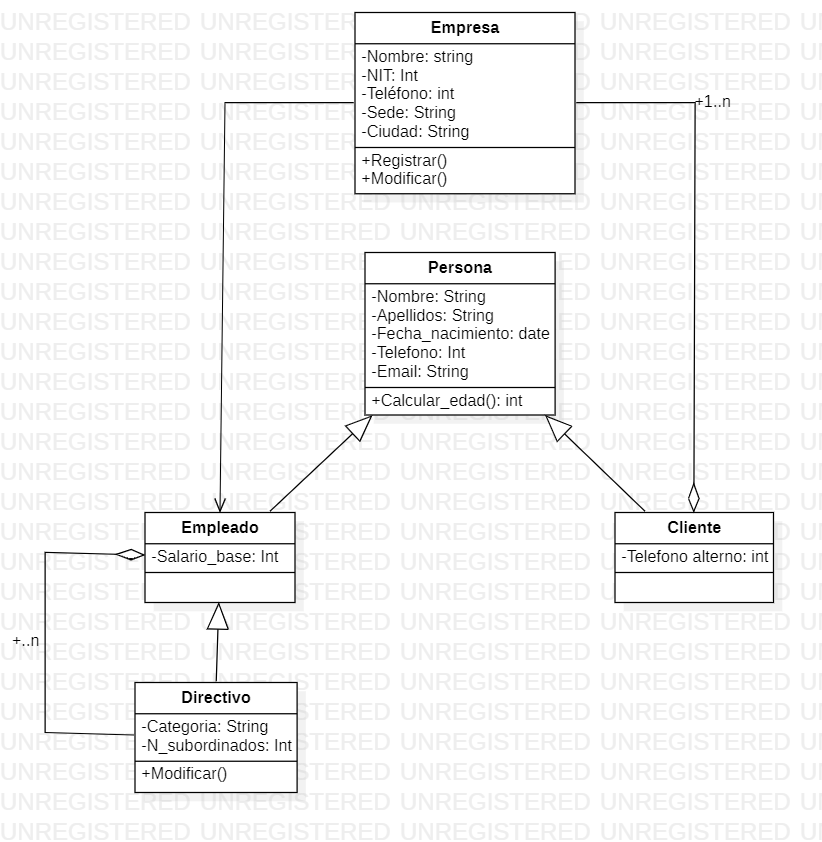 Empresa
-Nombre: string
-NIT: Int
-Teléfono: int
-Sede: String
-Ciudad: String
+Registrar()
+Modificar()
+1..n
Persona
-Nombre: String
-Apellidos: String
-Fecha_nacimiento: date
-Telefono: Int
-Email: String
+Calcular_edad(): int
Empleado
-Salario_base: Int
Cliente
-Telefono alterno: int
+..n
Directivo
-Categoria: String
-N_subordinados: Int
+Modificar()
UNREGISTERED